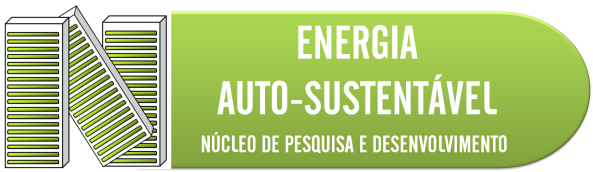 ENERGIA
AUTO-SUSTENTÁVEL
NÚCLEO DE PESQUISA E DESENVOLVIMENTO